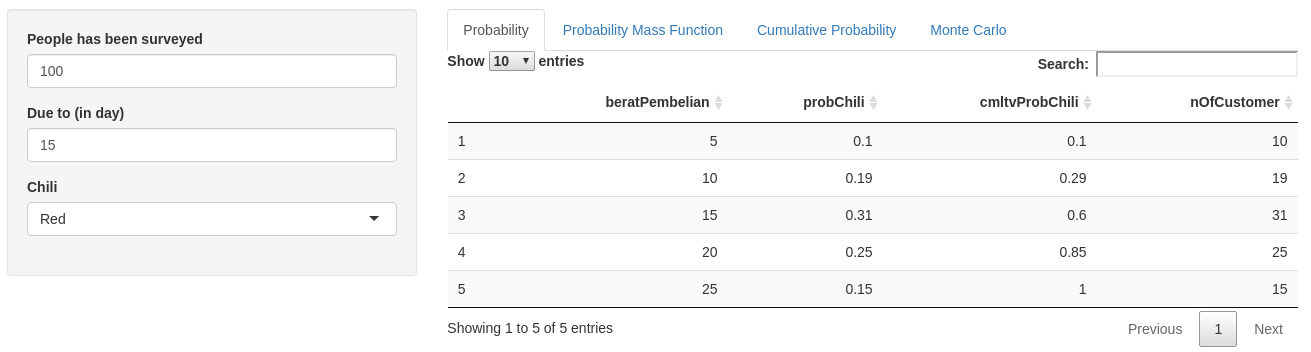 People has been surveyed
100
Due to (in day)
15
Chili
Red
Probability Probability Mass Function Cumulative Probability Monte Carlo
Show 10 entries Search:
beratPembelian probChili cmltvProbChili nOfCustomer
1 5 0.1 0.1 10
2 10 0.19 0.29 19
3 15 0.31 0.6 31
4 20 0.25 0.85 25
5 25 0.15 1 15
Showing 1 to 5 of 5 entries Previous 1 Next